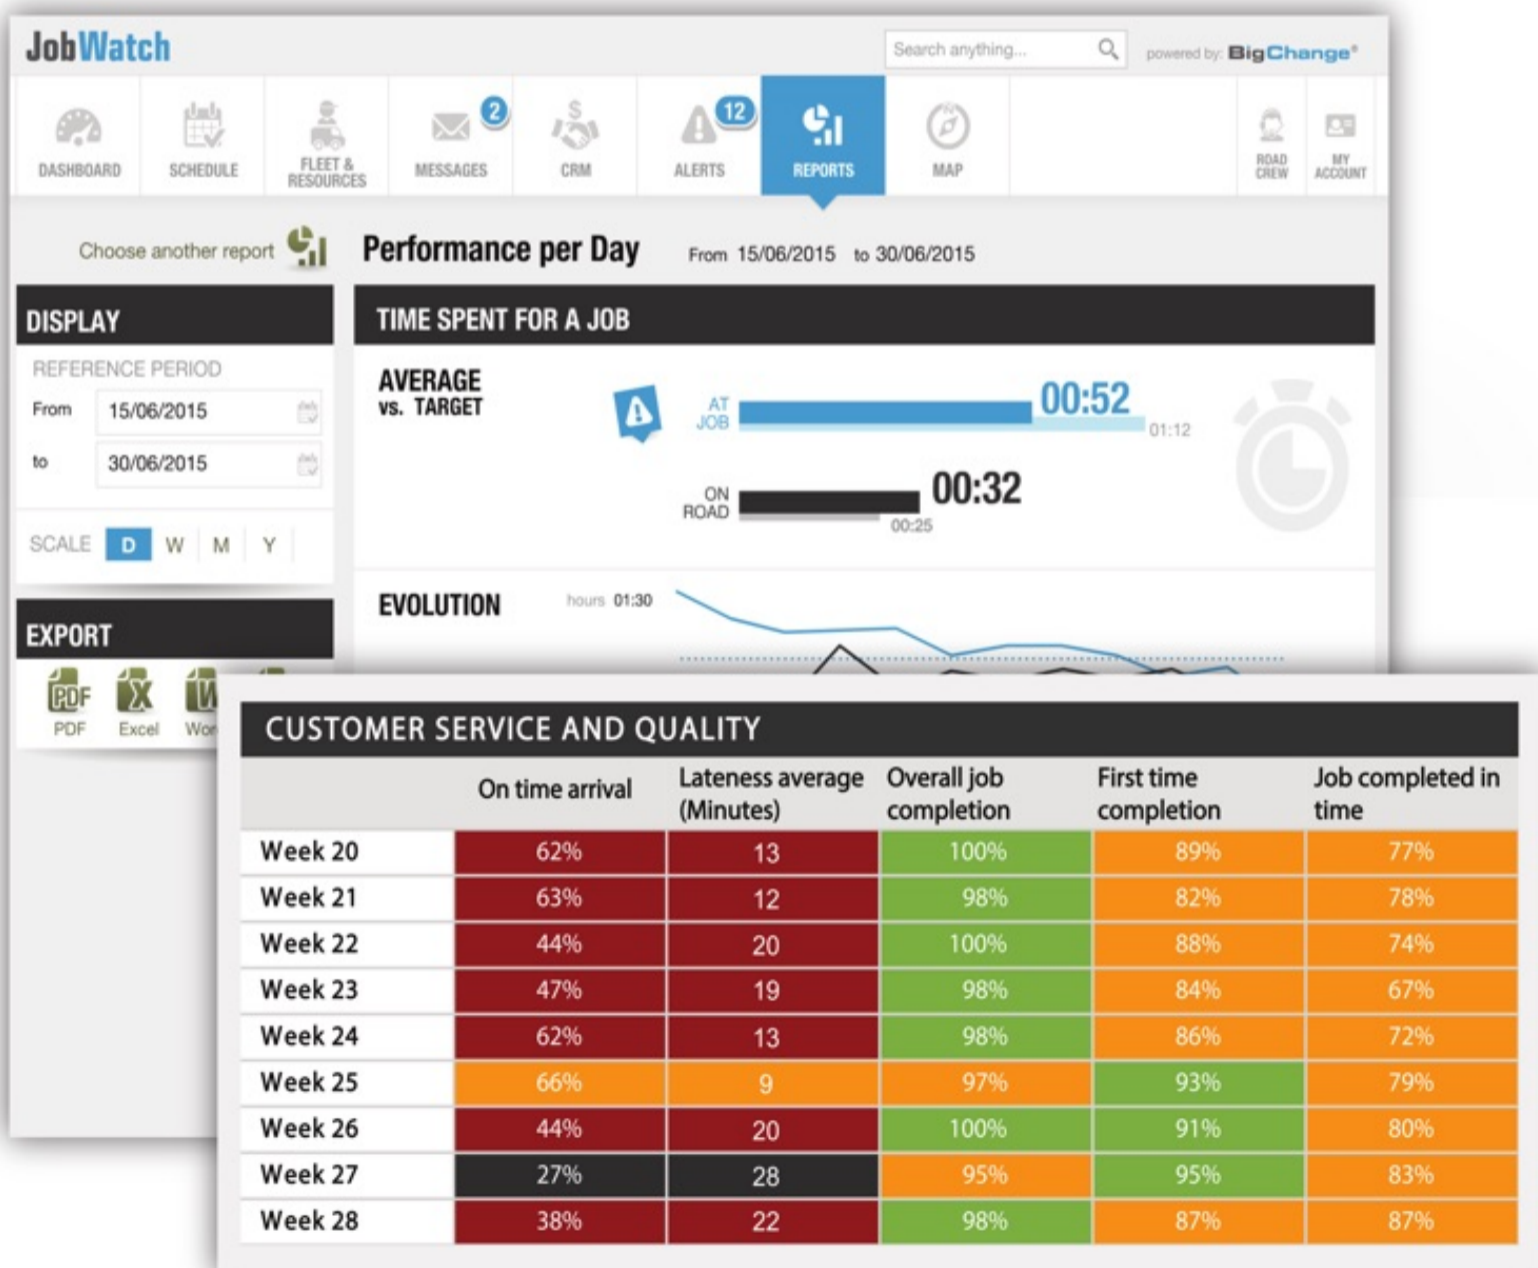 JobWatch
Search anything...
powered by: BigChange®
DASHBOARD
SCHEDULE
FLEET &
RESOURCES
2
MESSAGES
$
CRM
12
ALERTS
REPORTS
N
MAP
ROAD
CREW
MY
ACCOUNT
Choose another report
Performance per Day From 15/06/2015 to 30/06/2015
DISPLAY
REFERENCE PERIOD
From 15/06/2015
to 30/06/2015
SCALE D W M Y
EXPORT
PDF X W
PDF Excel
TIME SPENT FOR A JOB
AVERAGE
vs. TARGET
AT
JOB
00:52
01:12
ON
ROAD
00:32
00:25
EVOLUTION hours 01:30
CUSTOMER SERVICE AND QUALITY
On time arrival
Lateness average
(Minutes)
Overall job
completion
First time
completion
Job completed in
time
Week 20 62% 13 100% 89% 77%
Week 21 63% 12 98% 82% 78%
Week 22 44% 20 100% 88% 74%
Week 23 47% 19 98% 84% 67%
Week 24 62% 13 98% 86% 72%
Week 25 66% 9 97% 93% 79%
Week 26 44% 20 100% 91% 80%
Week 27 27% 28 95% 95% 83%
Week 28 38% 22 98% 87% 87%